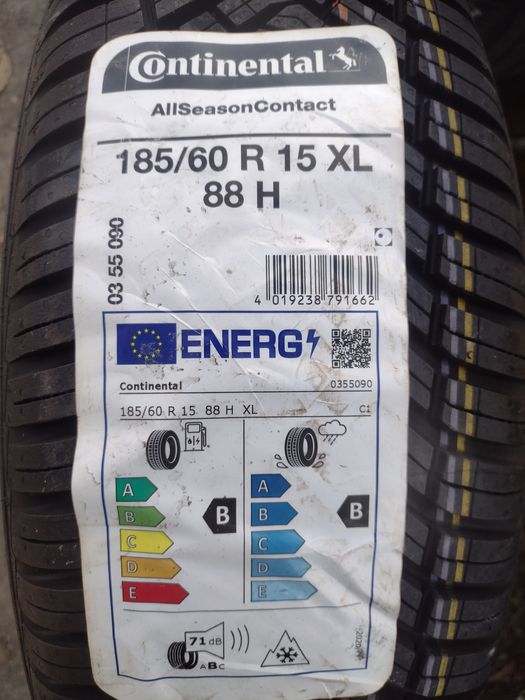 Continental
AllSeasonContact
185/60 R 15 XL
88 H
03 55 090
4 019238 791662
ENERG
Continental 0355090
185/60 R 15 88 H XL C1
A A
B B B B
C C
D D
E E
71 dB
ABC